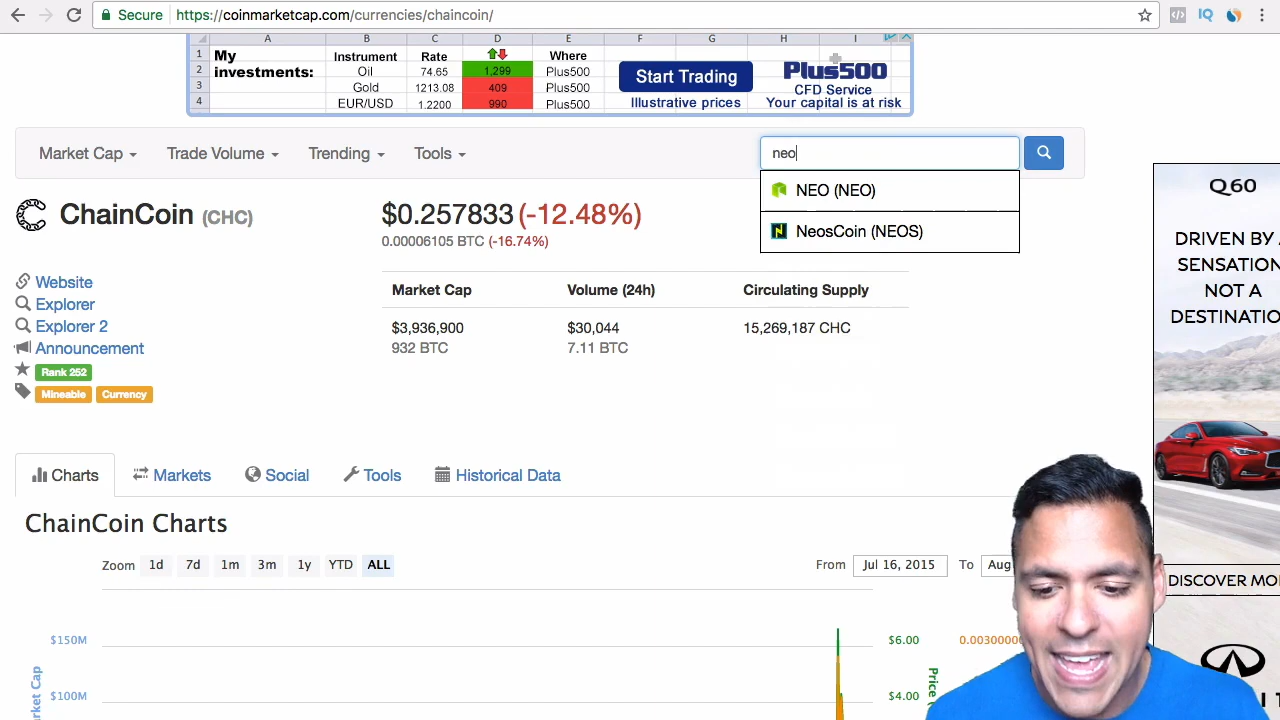 Secure https://coinmarketcap.com/currencies/chaincoin/
A B C D E F G H I
1 My Instrument Rate Where
2 investments: Oil 74.65 1,299 Plus500 Start Trading Plus500
3 Gold 1213.08 409 Plus500 CFD Service
4 EUR/USD 1.2200 990 Plus500 Illustrative prices Your capital is at risk
Market Cap Trade Volume Trending Tools neo
NEO (NEO)
NeosCoin (NEOS)
ChainCoin (CHC)
$0.257833 (-12.48%)
0.00006105 BTC (-16.74%)
Website
Explorer
Explorer 2
Announcement
Rank 252
Mineable Currency
Market Cap Volume (24h) Circulating Supply
$3,936,900 $30,044 15,269,187 CHC
932 BTC 7.11 BTC
Charts Markets Social Tools Historical Data
ChainCoin Charts
Zoom 1d 7d 1m 3m 1y YTD ALL From Jul 16, 2015 To Aug
$150M $6.00 0.0030000
$100M $4.00
rket Cap
Price
Q60
DRIVEN BY A
SENSATION
NOT A
DESTINATIO
DISCOVER MO